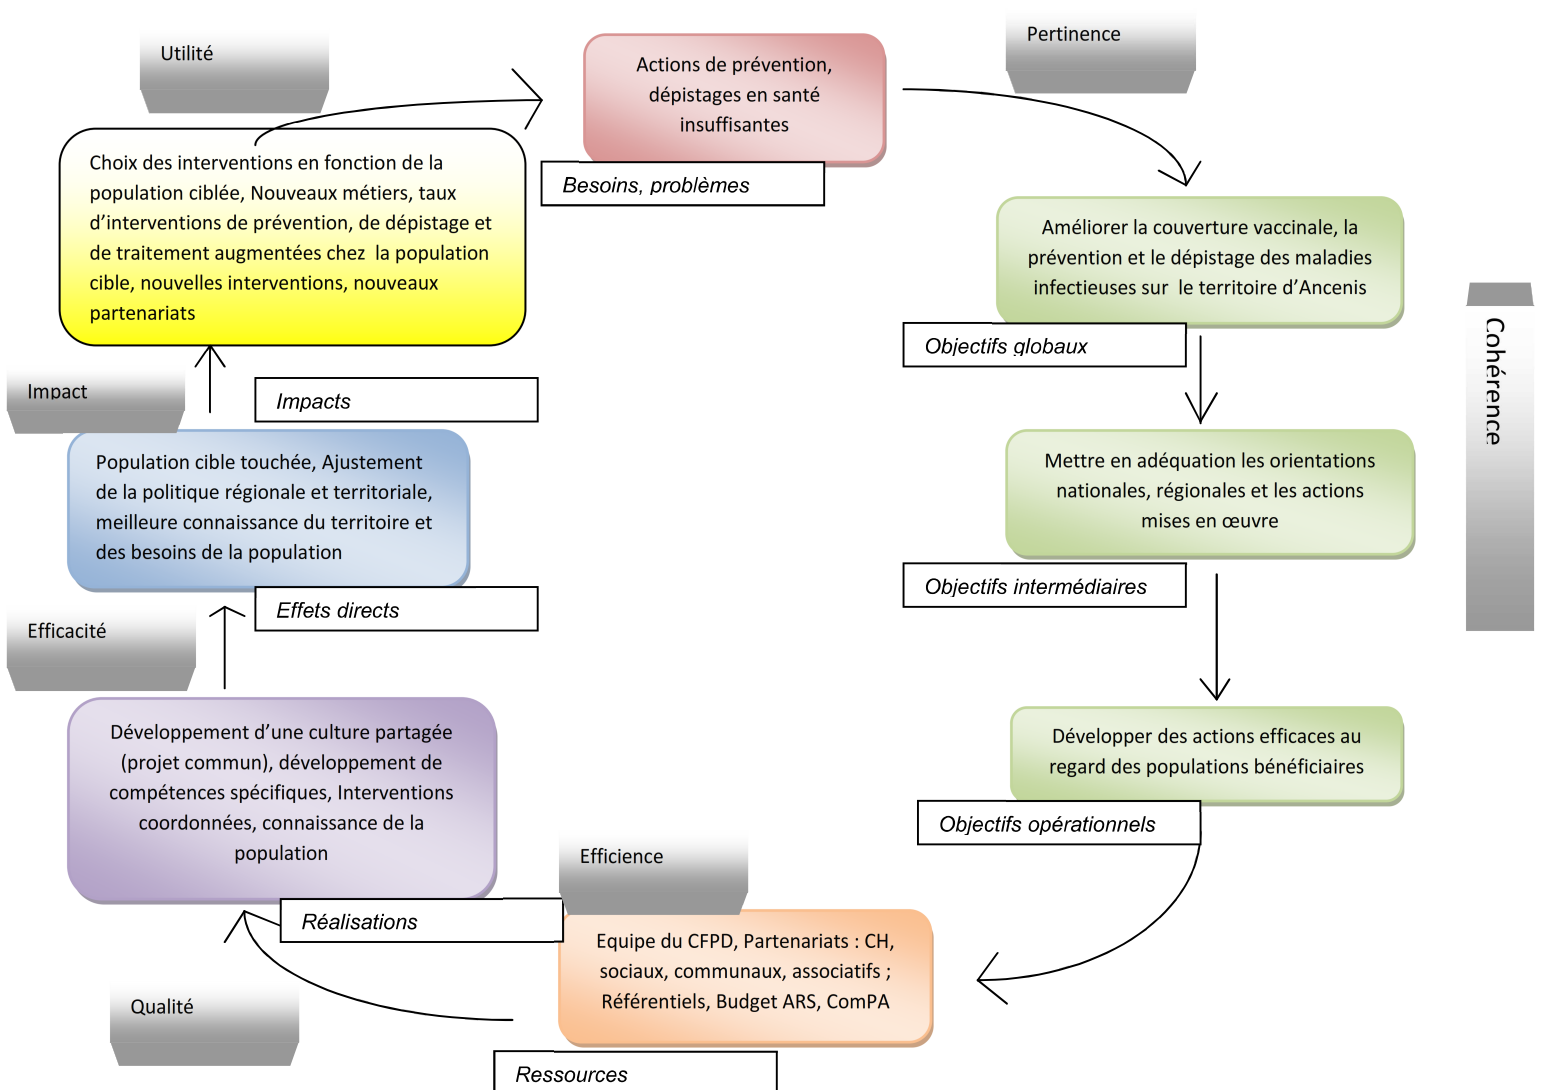 Utilité
Actions de prévention,
dépistages en santé
insuffisantes
Besoins, problèmes
Pertinence
Améliorer la couverture vaccinale, la
prévention et le dépistage des maladies
infectieuses sur le territoire d’Ancenis
Objectifs globaux
Cohérence
Mettre en adéquation les orientations
nationales, régionales et les actions
mises en œuvre
Objectifs intermédiaires
Développer des actions efficaces au
regard des populations bénéficiaires
Objectifs opérationnels
Efficience
Equipe du CFPD, Partenariats : CH,
sociaux, communaux, associatifs ;
Référentiels, Budget ARS, ComPA
Ressources
Qualité
Développement d’une culture partagée
(projet commun), développement de
compétences spécifiques, Interventions
coordonnées, connaissance de la
population
Réalisations
Efficacité
Population cible touchée, Ajustement
de la politique régionale et territoriale,
meilleure connaissance du territoire et
des besoins de la population
Effets directs
Impact
Choix des interventions en fonction de la
population ciblée, Nouveaux métiers, taux
d’interventions de prévention, de dépistage et
de traitement augmentées chez la population
cible, nouvelles interventions, nouveaux
partenariats
Impacts